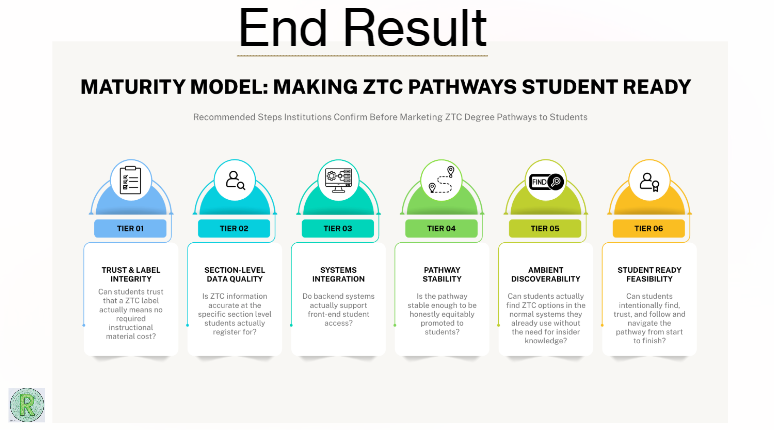 End Result
MATURITY MODEL: MAKING ZTC PATHWAYS STUDENT READY
Recommended Steps Institutions Confirm Before Marketing ZTC Degree Pathways to Students
TIER 01
TRUST & LABEL
INTEGRITY
Can students trust
that a ZTC label
actually means no
required
instructional
material cost?
TIER 02
SECTION-LEVEL
DATA QUALITY
Is ZTC information
accurate at the
specific section level
students actually
register for?
TIER 03
SYSTEMS
INTEGRATION
Do backend systems
actually support
front-end student
access?
TIER 04
PATHWAY
STABILITY
Is the pathway
stable enough to be
honestly equitably
promoted to
students?
FIND
TIER 05
AMBIENT
DISCOVERABILITY
Can students actually
find ZTC options in the
normal systems they
already use without
the need for insider
knowledge?
TIER 06
STUDENT READY
FEASIBILITY
Can students
intentionally find,
trust, and follow and
navigate the
pathway from start
to finish?
R